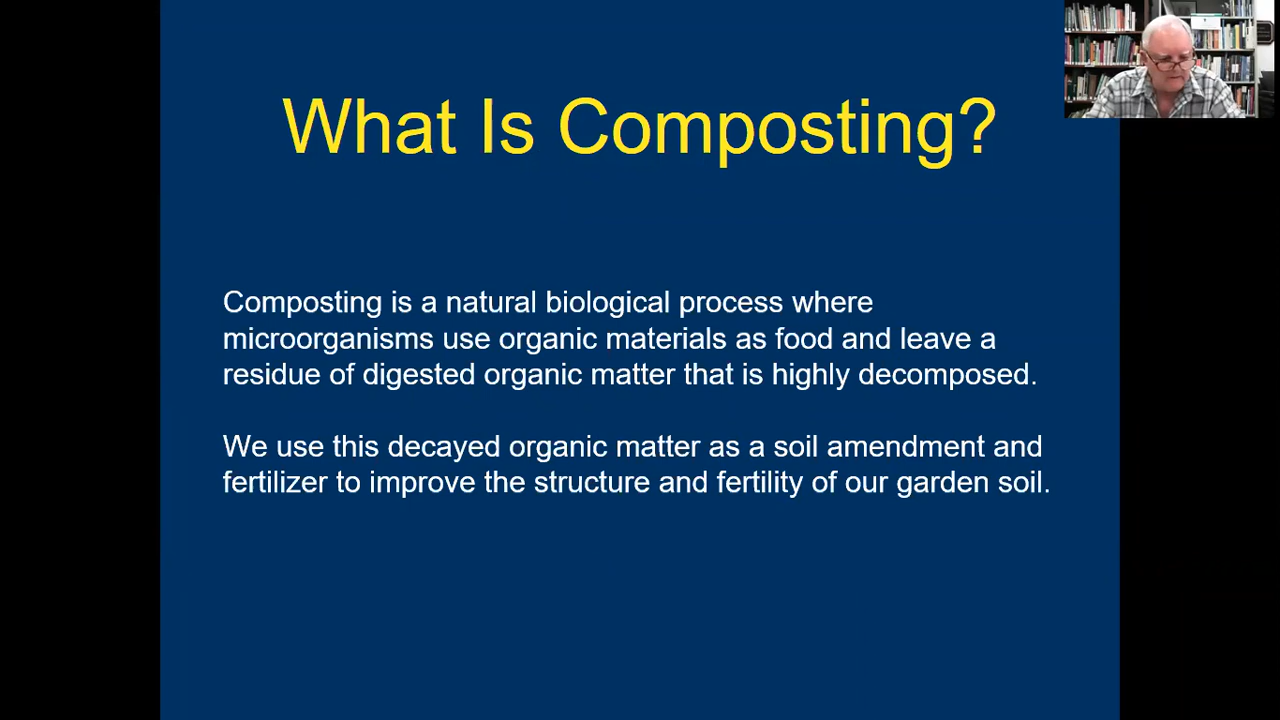 What Is Composting?
Composting is a natural biological process where
microorganisms use organic materials as food and leave a
residue of digested organic matter that is highly decomposed.
We use this decayed organic matter as a soil amendment and
fertilizer to improve the structure and fertility of our garden soil.